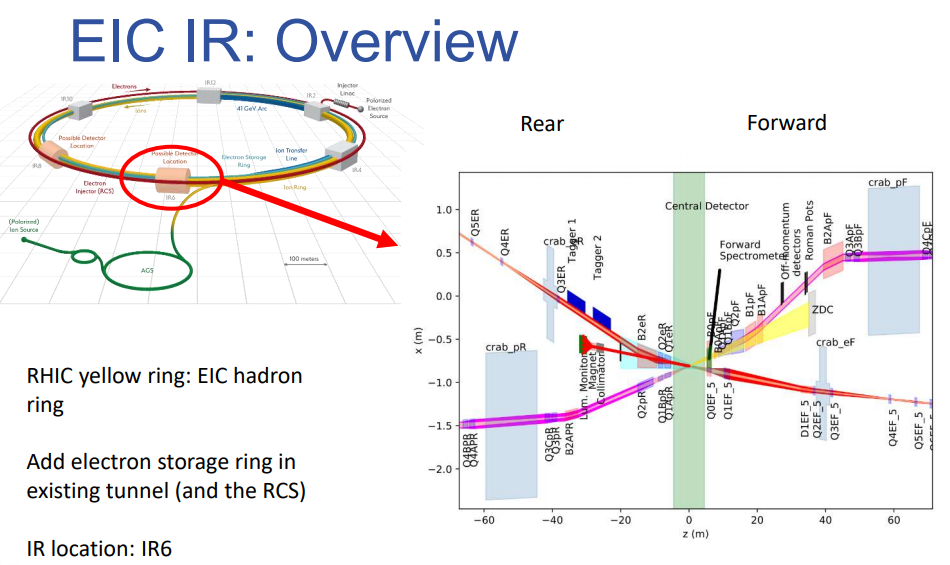 EIC IR: Overview
Electrons
IR12
Injector
Linac
IR10
Ions
41 GeV Arc
IR2
Polarized
Electron
Source
Possible Detector
Location
Possible Detector
Location
Electron Storage
Ring
Ion Transfer
Line
IR8
IR4
Electron
Injector (RCS)
IR6
Ion Ring
(Polarized)
Ion Source
AGS
100 meters
RHIC yellow ring: EIC hadron
ring
Add electron storage ring in
existing tunnel (and the RCS)
IR location: IR6
Rear
Forward
Central Detector
crab_pF
Q5ER
Q4ER
Q3ER
Tagger 1
Tagger 2
Forward
Spectrometer
Off-Momentum
detectors
Roman Pots
B2ApF
Q3ApF
Q3BpF
Q4CpF
B2eR
Q2eR
Q1eR
Q2pF
B1pF
B1ApF
ZDC
crab_pR
crab_eF
Lum. Monitor
Magnet
Collimator
Q4BPR
Q4APR
Q3CpR
Q3pR
B2APR
Q2pR
Q1BpR
Q1ApR
Q0EF_5
Q1EF_5
D1EF_5
Q2EF_5
Q3EF_5
Q4EF_5
Q5EF_5
x (m)
1.0
0.5
0.0
−0.5
−1.0
−1.5
−2.0
−60
−40
−20
0
20
40
60
z (m)